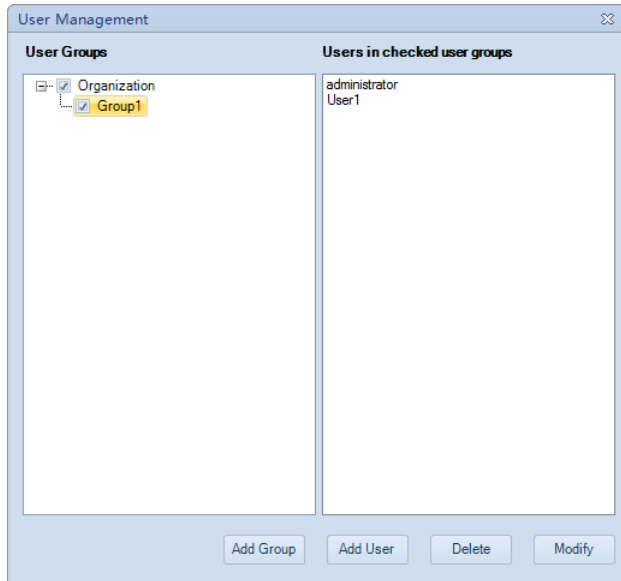 User Management
User Groups
Users in checked user groups
Organization
Group1
administrator
User1
Add Group
Add User
Delete
Modify